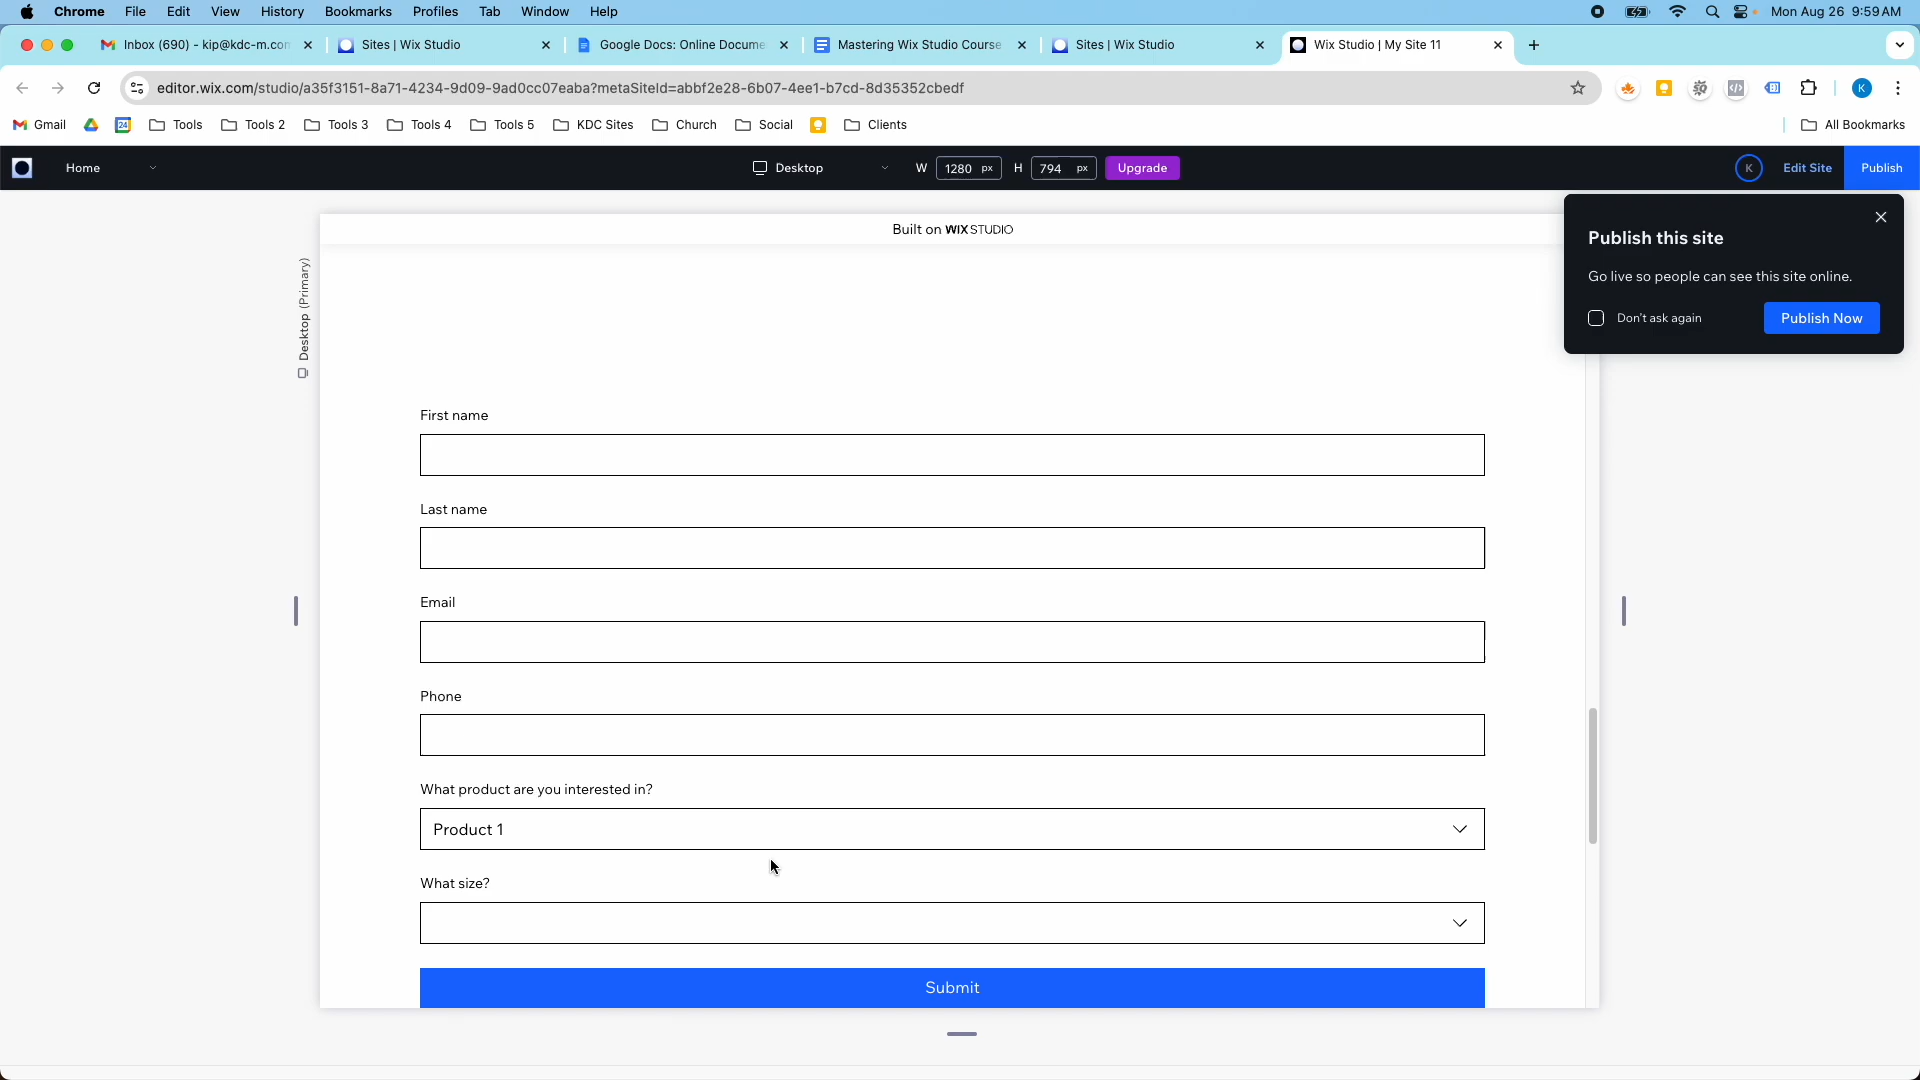 Chrome File Edit View History Bookmarks Profiles Tab Window Help Mon Aug 26 9:59 AM
Inbox (690) - kip@kdc-m.con Sites | Wix Studio Google Docs: Online Docume Mastering Wix Studio Course Sites | Wix Studio Wix Studio | My Site 11
editor.wix.com/studio/a35f3151-8a71-4234-9d09-9ad0cc07eaba?metaSiteId=abbf2e28-6b07-4ee1-b7cd-8d35352cbedf K
Gmail 24 Tools Tools 2 Tools 3 Tools 4 Tools 5 KDC Sites Church Social Clients All Bookmarks
Home Desktop W 1280 px H 794 px Upgrade K Edit Site Publish
Built on WIX STUDIO
Publish this site
Go live so people can see this site online.
Don't ask again Publish Now
Desktop (Primary)
First name
Last name
Email
Phone
What product are you interested in?
Product 1
What size?
Submit